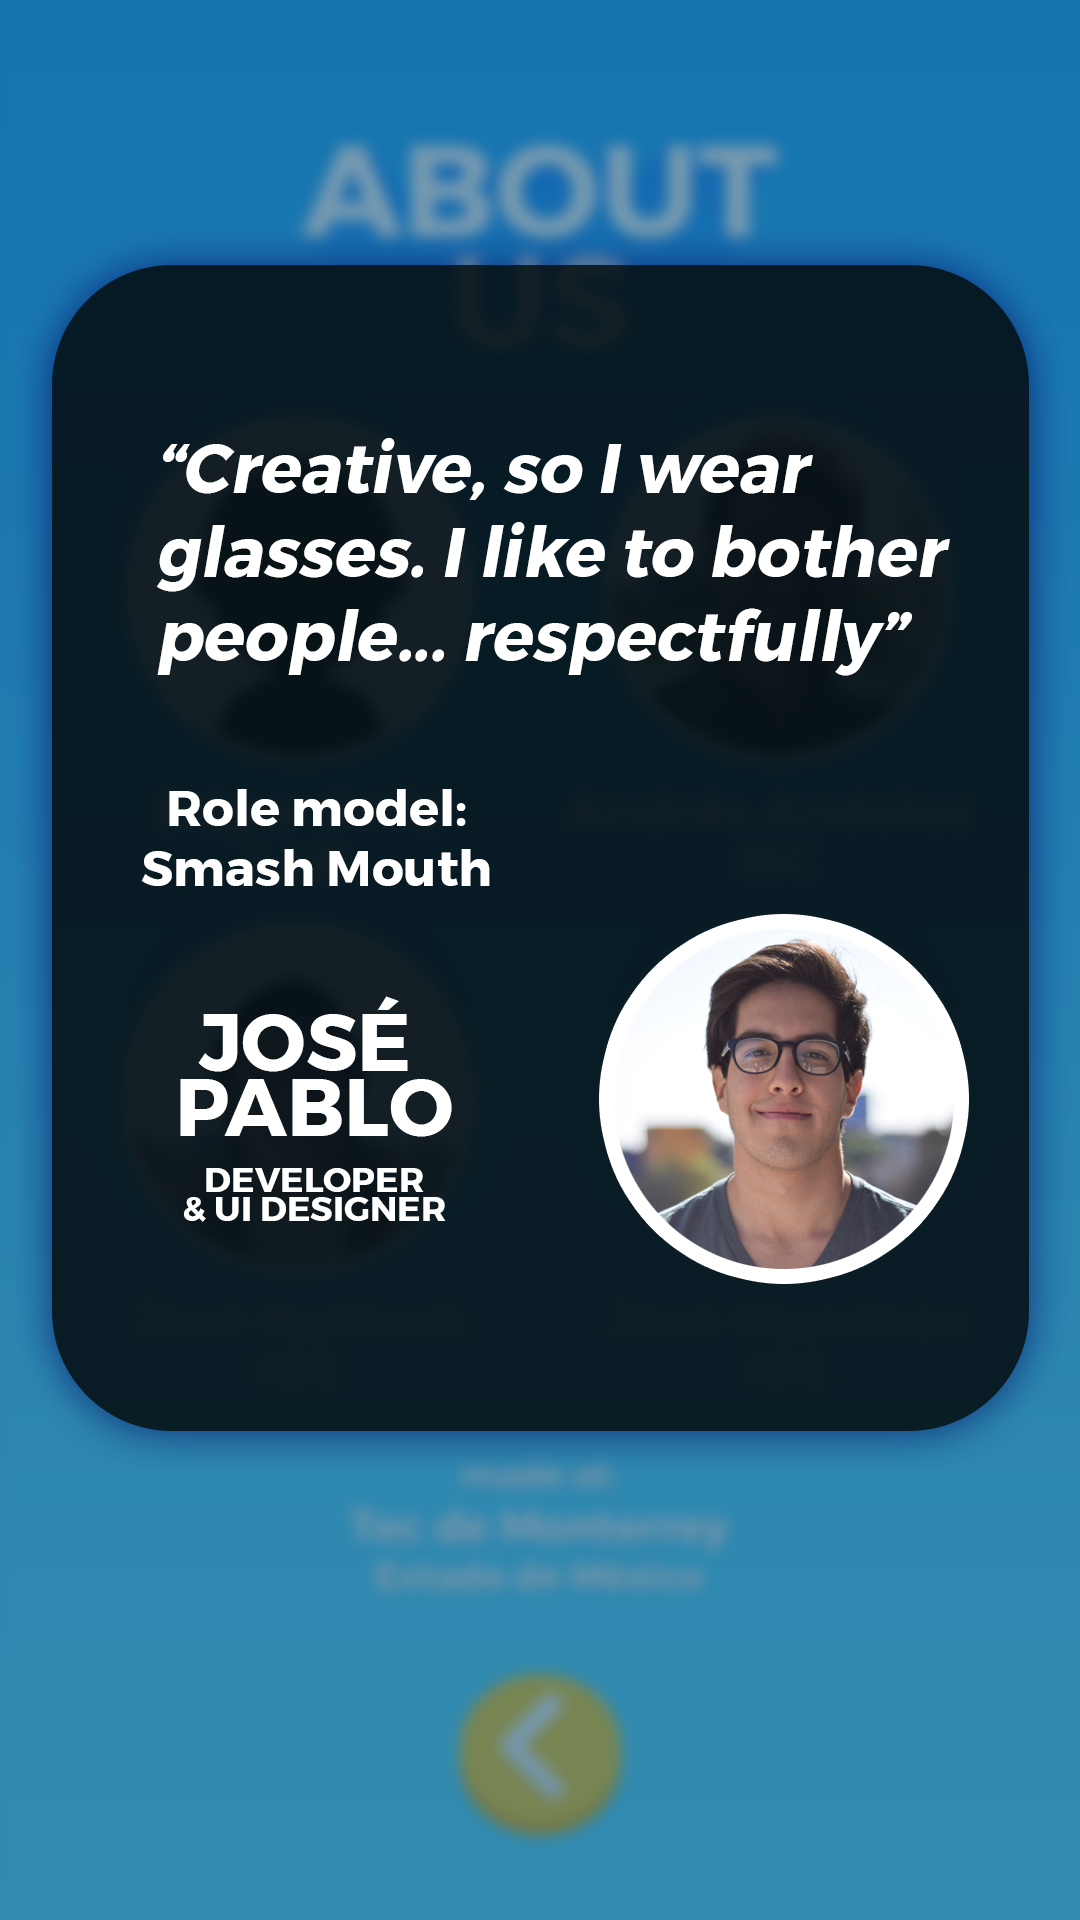 ABOUT
US
“Creative, so I wear
glasses. I like to bother
people... respectfully”
Role model:
Smash Mouth
JOSÉ
PABLO
DEVELOPER
& UI DESIGNER
made at:
Tec de Monterrey
Estado de México